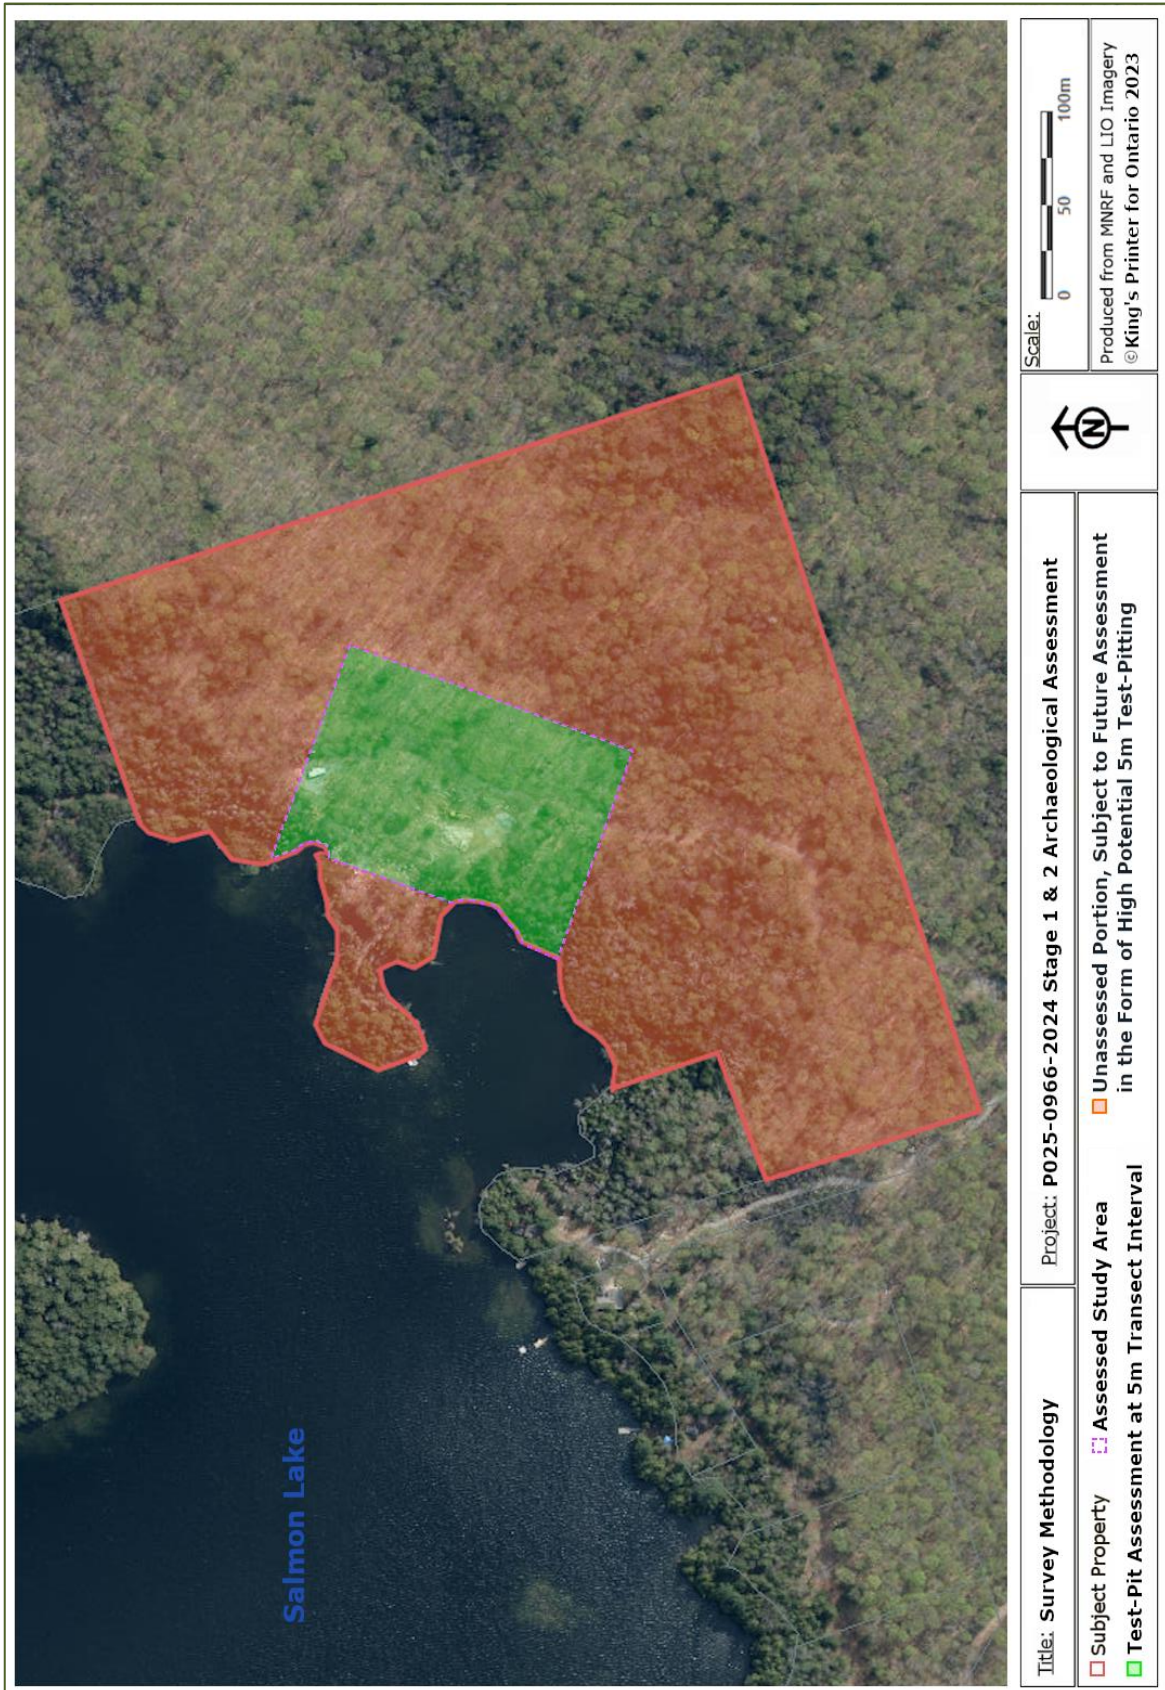 Salmon Lake
Title: Survey Methodology
Project: P025-0966-2024 Stage 1 & 2 Archaeological Assessment
Subject Property
Assessed Study Area
Test-Pit Assessment at 5m Transect Interval
Unassessed Portion, Subject to Future Assessment
in the Form of High Potential 5m Test-Pitting
N
Scale:
0 50 100m
Produced from MNRF and LIO Imagery
©King's Printer for Ontario 2023